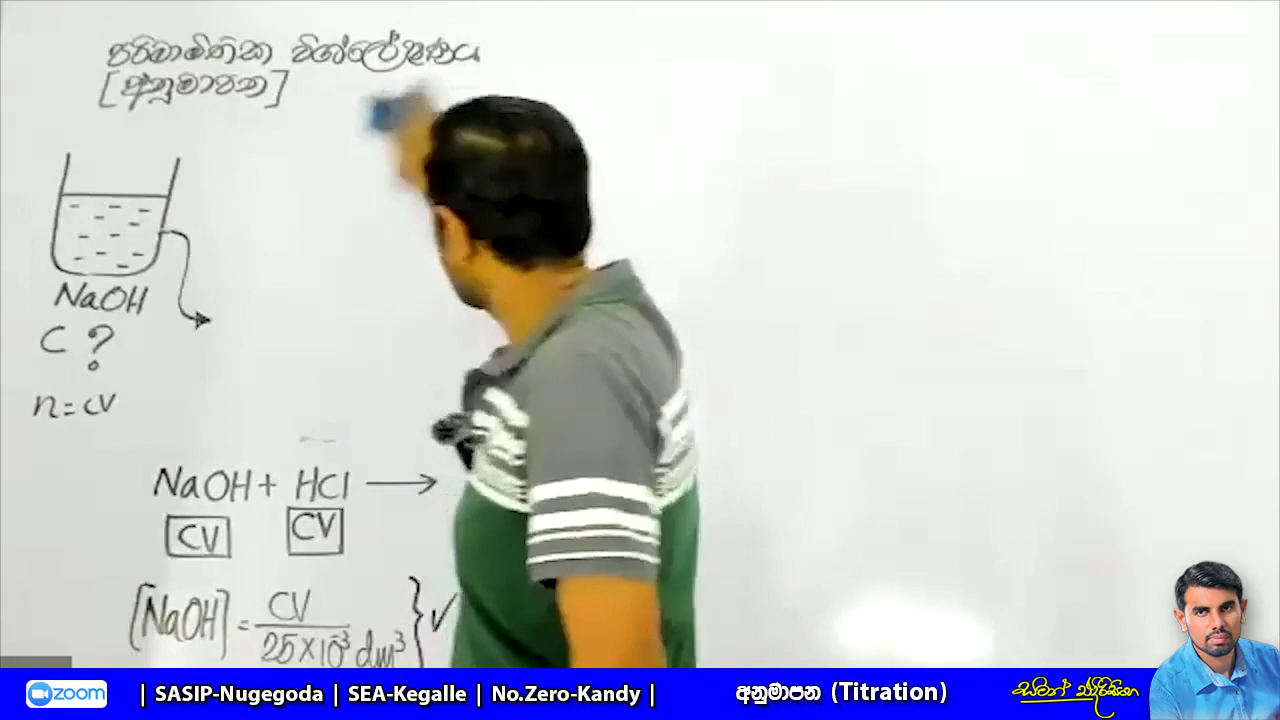 පරිමාමිතික විශ්ලේෂණය
[අනුමාපන]
NaOH
C ?
n = cv
NaOH + HCl →
CV CV
[NaOH] = CV / 25×10⁻³ dm³ } ✓
zoom | SASIP-Nugegoda | SEA-Kegalle | No.Zero-Kandy | අනුමාපන (Titration)